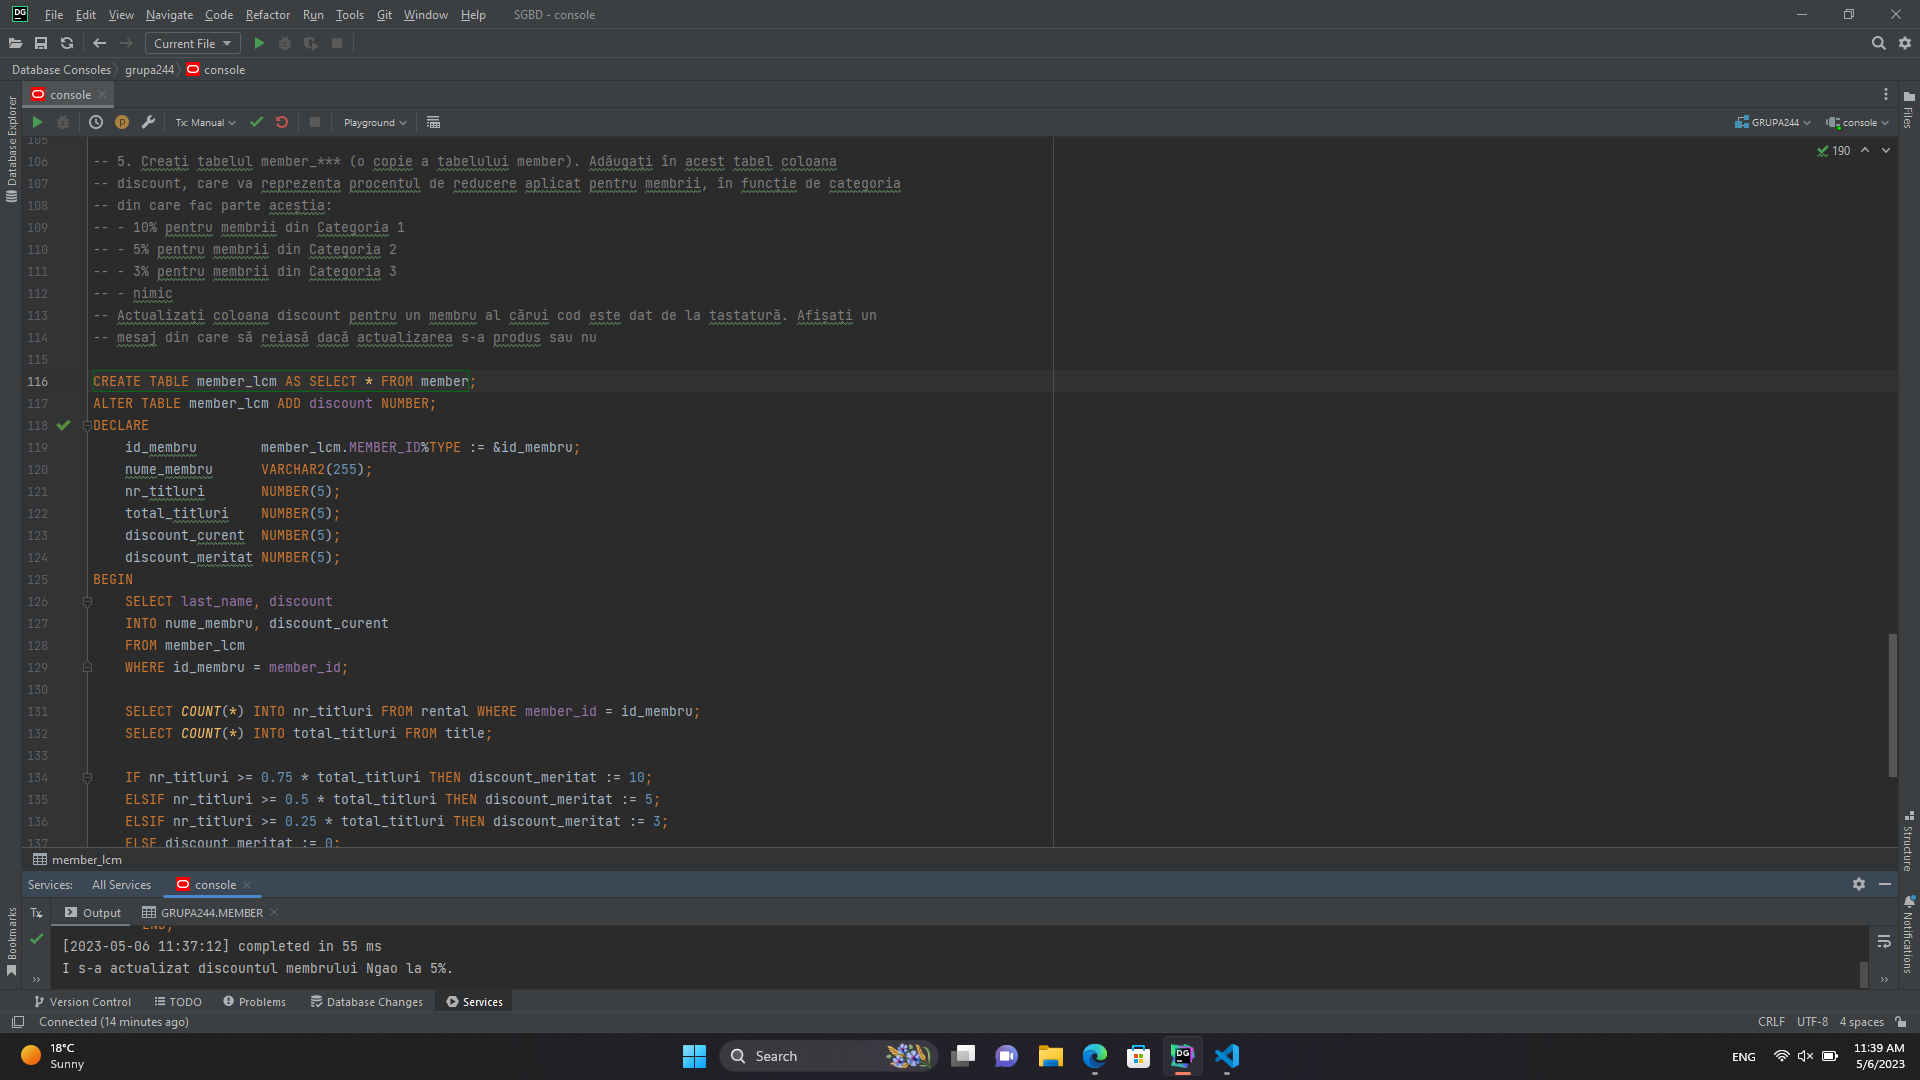 DG File Edit View Navigate Code Refactor Run Tools Git Window Help SGBD - console
Current File
Database Consoles grupa244 console
console
Tx: Manual Playground GRUPA244 console
Database Explorer
Files
190
105
106 -- 5. Creați tabelul member_*** (o copie a tabelului member). Adăugați în acest tabel coloana
107 -- discount, care va reprezenta procentul de reducere aplicat pentru membrii, în funcție de categoria
108 -- din care fac parte aceștia:
109 -- - 10% pentru membrii din Categoria 1
110 -- - 5% pentru membrii din Categoria 2
111 -- - 3% pentru membrii din Categoria 3
112 -- - nimic
113 -- Actualizați coloana discount pentru un membru al cărui cod este dat de la tastatură. Afișați un
114 -- mesaj din care să reiasă dacă actualizarea s-a produs sau nu
115
116 CREATE TABLE member_lcm AS SELECT * FROM member;
117 ALTER TABLE member_lcm ADD discount NUMBER;
118 DECLARE
119 id_membru member_lcm.MEMBER_ID%TYPE := &id_membru;
120 nume_membru VARCHAR2(255);
121 nr_titluri NUMBER(5);
122 total_titluri NUMBER(5);
123 discount_curent NUMBER(5);
124 discount_meritat NUMBER(5);
125 BEGIN
126 SELECT last_name, discount
127 INTO nume_membru, discount_curent
128 FROM member_lcm
129 WHERE id_membru = member_id;
130
131 SELECT COUNT(*) INTO nr_titluri FROM rental WHERE member_id = id_membru;
132 SELECT COUNT(*) INTO total_titluri FROM title;
133
134 IF nr_titluri >= 0.75 * total_titluri THEN discount_meritat := 10;
135 ELSIF nr_titluri >= 0.5 * total_titluri THEN discount_meritat := 5;
136 ELSIF nr_titluri >= 0.25 * total_titluri THEN discount_meritat := 3;
137 ELSE discount_meritat := 0;
Structure
member_lcm
Services: All Services console
Tx Output GRUPA244.MEMBER
END;
[2023-05-06 11:37:12] completed in 55 ms
I s-a actualizat discountul membrului Ngao la 5%.
Bookmarks
Notifications
Version Control TODO Problems Database Changes Services
Connected (14 minutes ago) CRLF UTF-8 4 spaces
18°C
Sunny
Search
DG
ENG
11:39 AM
5/6/2023